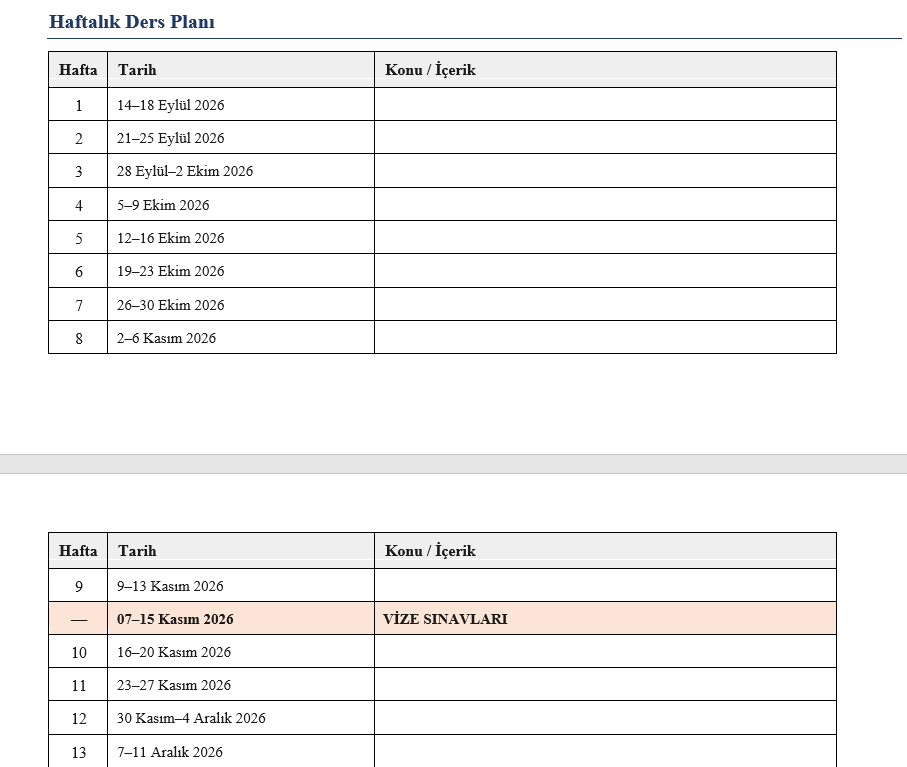 Haftalık Ders Planı
Hafta Tarih Konu / İçerik
1 14–18 Eylül 2026
2 21–25 Eylül 2026
3 28 Eylül–2 Ekim 2026
4 5–9 Ekim 2026
5 12–16 Ekim 2026
6 19–23 Ekim 2026
7 26–30 Ekim 2026
8 2–6 Kasım 2026
Hafta Tarih Konu / İçerik
9 9–13 Kasım 2026
— 07–15 Kasım 2026 VİZE SINAVLARI
10 16–20 Kasım 2026
11 23–27 Kasım 2026
12 30 Kasım–4 Aralık 2026
13 7–11 Aralık 2026